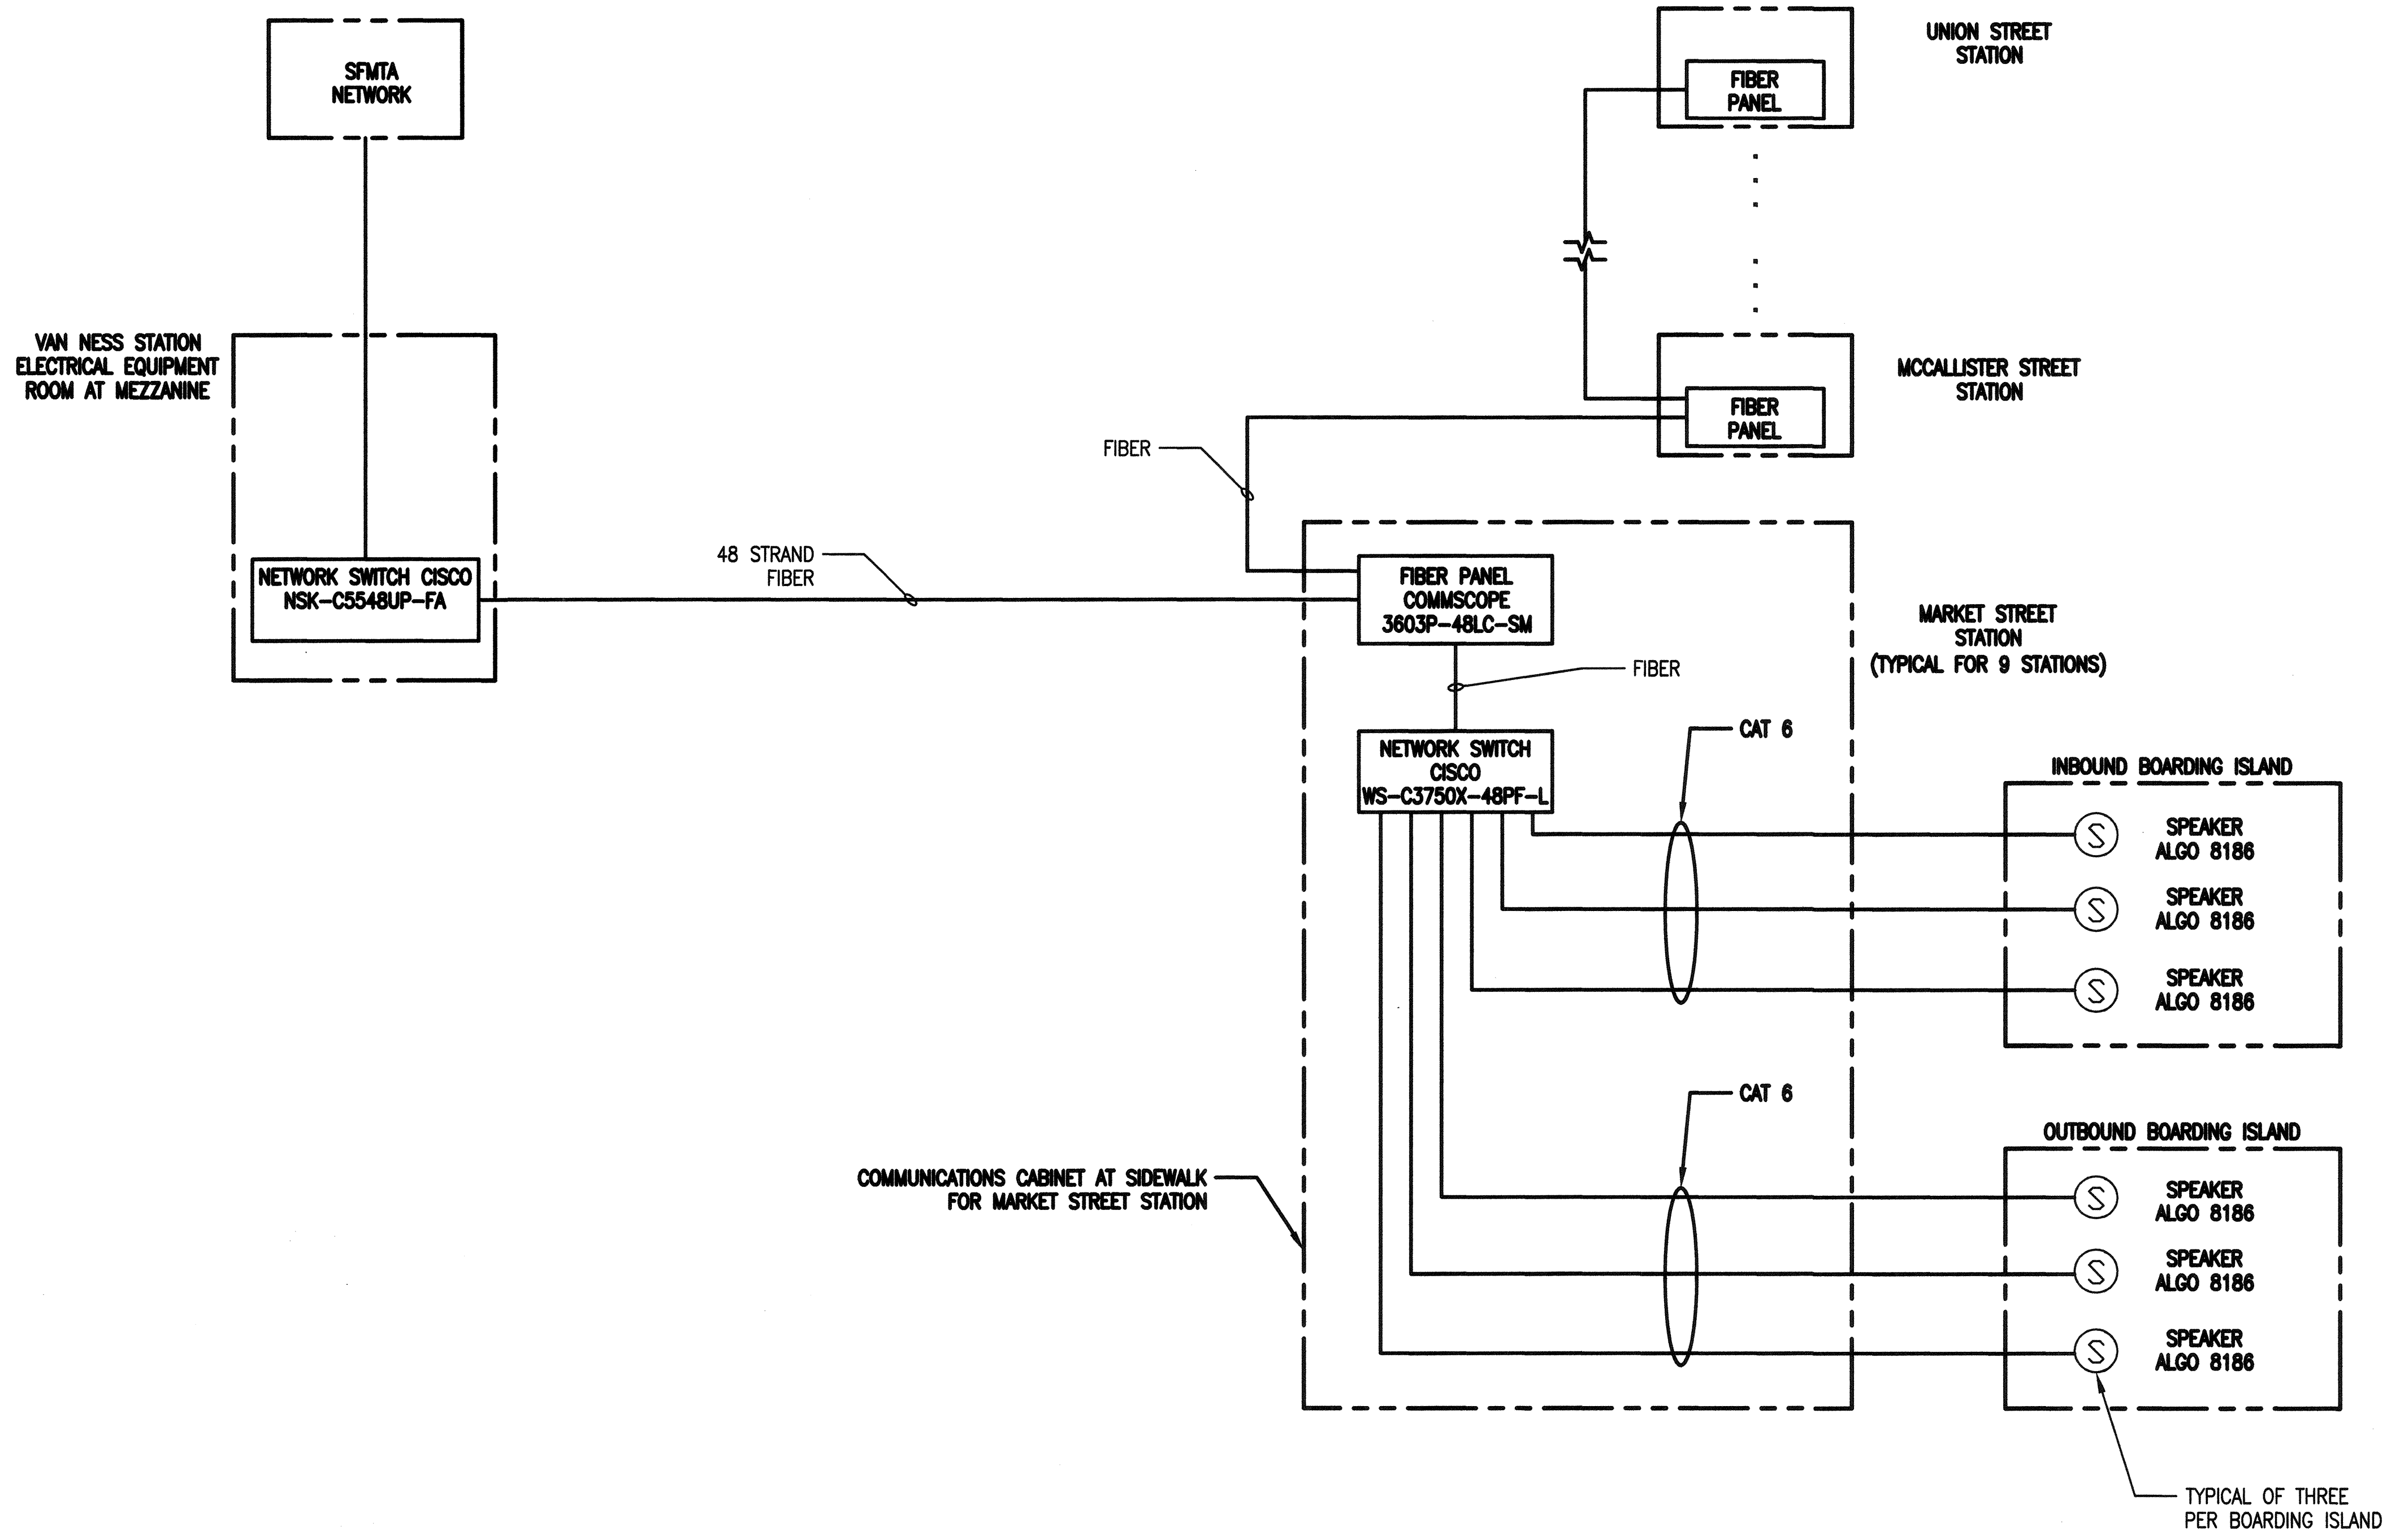 SFMTA
NETWORK
UNION STREET
STATION
FIBER
PANEL
VAN NESS STATION
ELECTRICAL EQUIPMENT
ROOM AT MEZZANINE
MCCALLISTER STREET
STATION
FIBER
PANEL
FIBER
48 STRAND
FIBER
NETWORK SWITCH CISCO
NSK-C5548UP-FA
FIBER PANEL
COMMSCOPE
3603P-48LC-SM
MARKET STREET
STATION
(TYPICAL FOR 9 STATIONS)
FIBER
NETWORK SWITCH
CISCO
WS-C3750X-48PF-L
CAT 6
INBOUND BOARDING ISLAND
S
SPEAKER
ALGO 8186
S
SPEAKER
ALGO 8186
S
SPEAKER
ALGO 8186
CAT 6
OUTBOUND BOARDING ISLAND
COMMUNICATIONS CABINET AT SIDEWALK
FOR MARKET STREET STATION
S
SPEAKER
ALGO 8186
S
SPEAKER
ALGO 8186
S
SPEAKER
ALGO 8186
TYPICAL OF THREE
PER BOARDING ISLAND